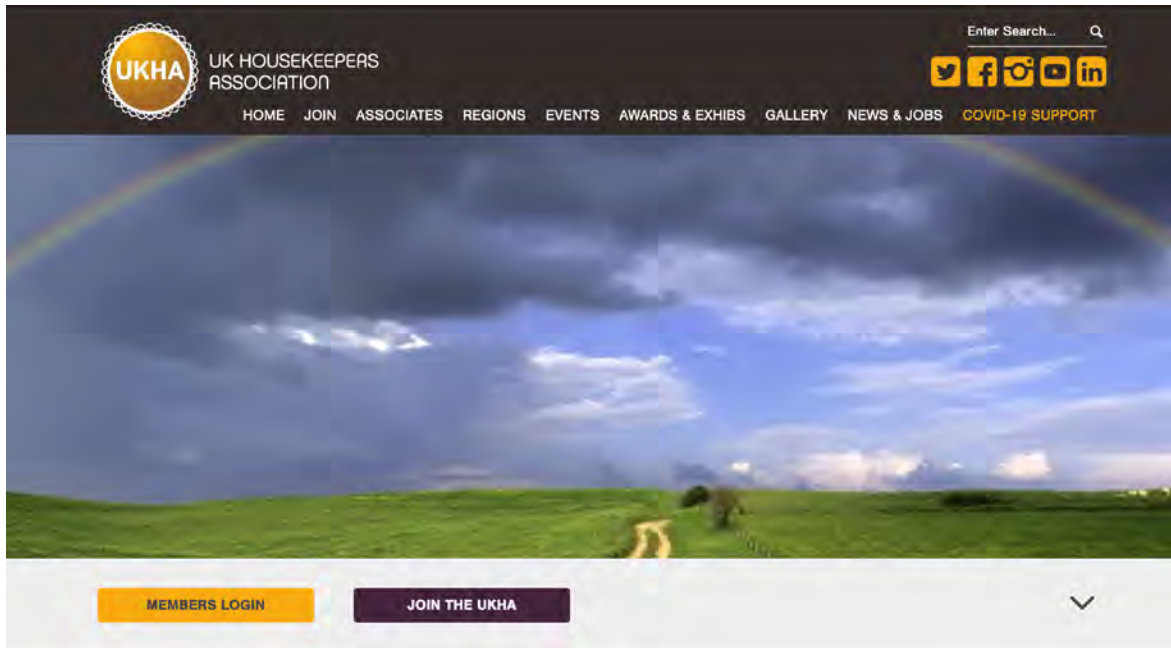 Enter Search...
UKHA
UK HOUSEKEEPERS
ASSOCIATION
HOME JOIN ASSOCIATES REGIONS EVENTS AWARDS & EXHIBS GALLERY NEWS & JOBS COVID-19 SUPPORT
MEMBERS LOGIN JOIN THE UKHA